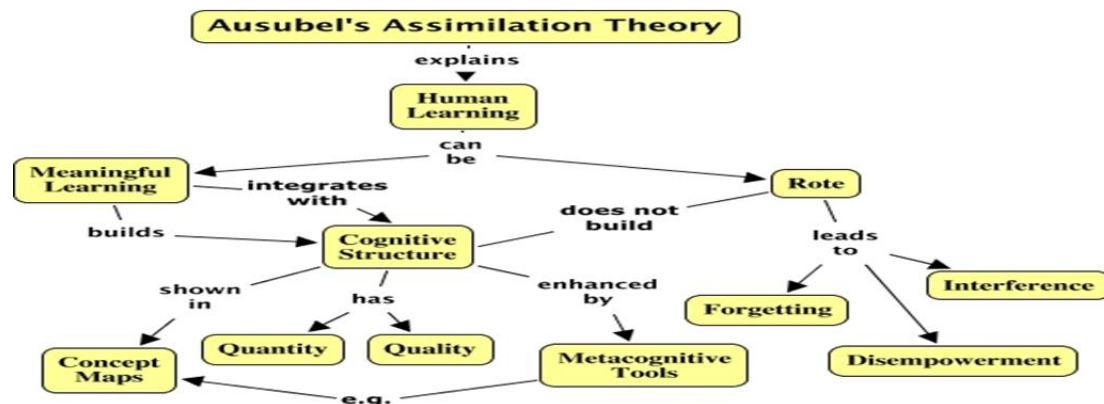 Ausubel's Assimilation Theory
explains
Human
Learning
can
be
Meaningful
Learning
integrates
with
does not
build
Rote
builds
Cognitive
Structure
leads
to
shown
in
has
enhanced
by
Forgetting
Interference
Concept
Maps
Quantity
Quality
Metacognitive
Tools
Disempowerment
e.g.